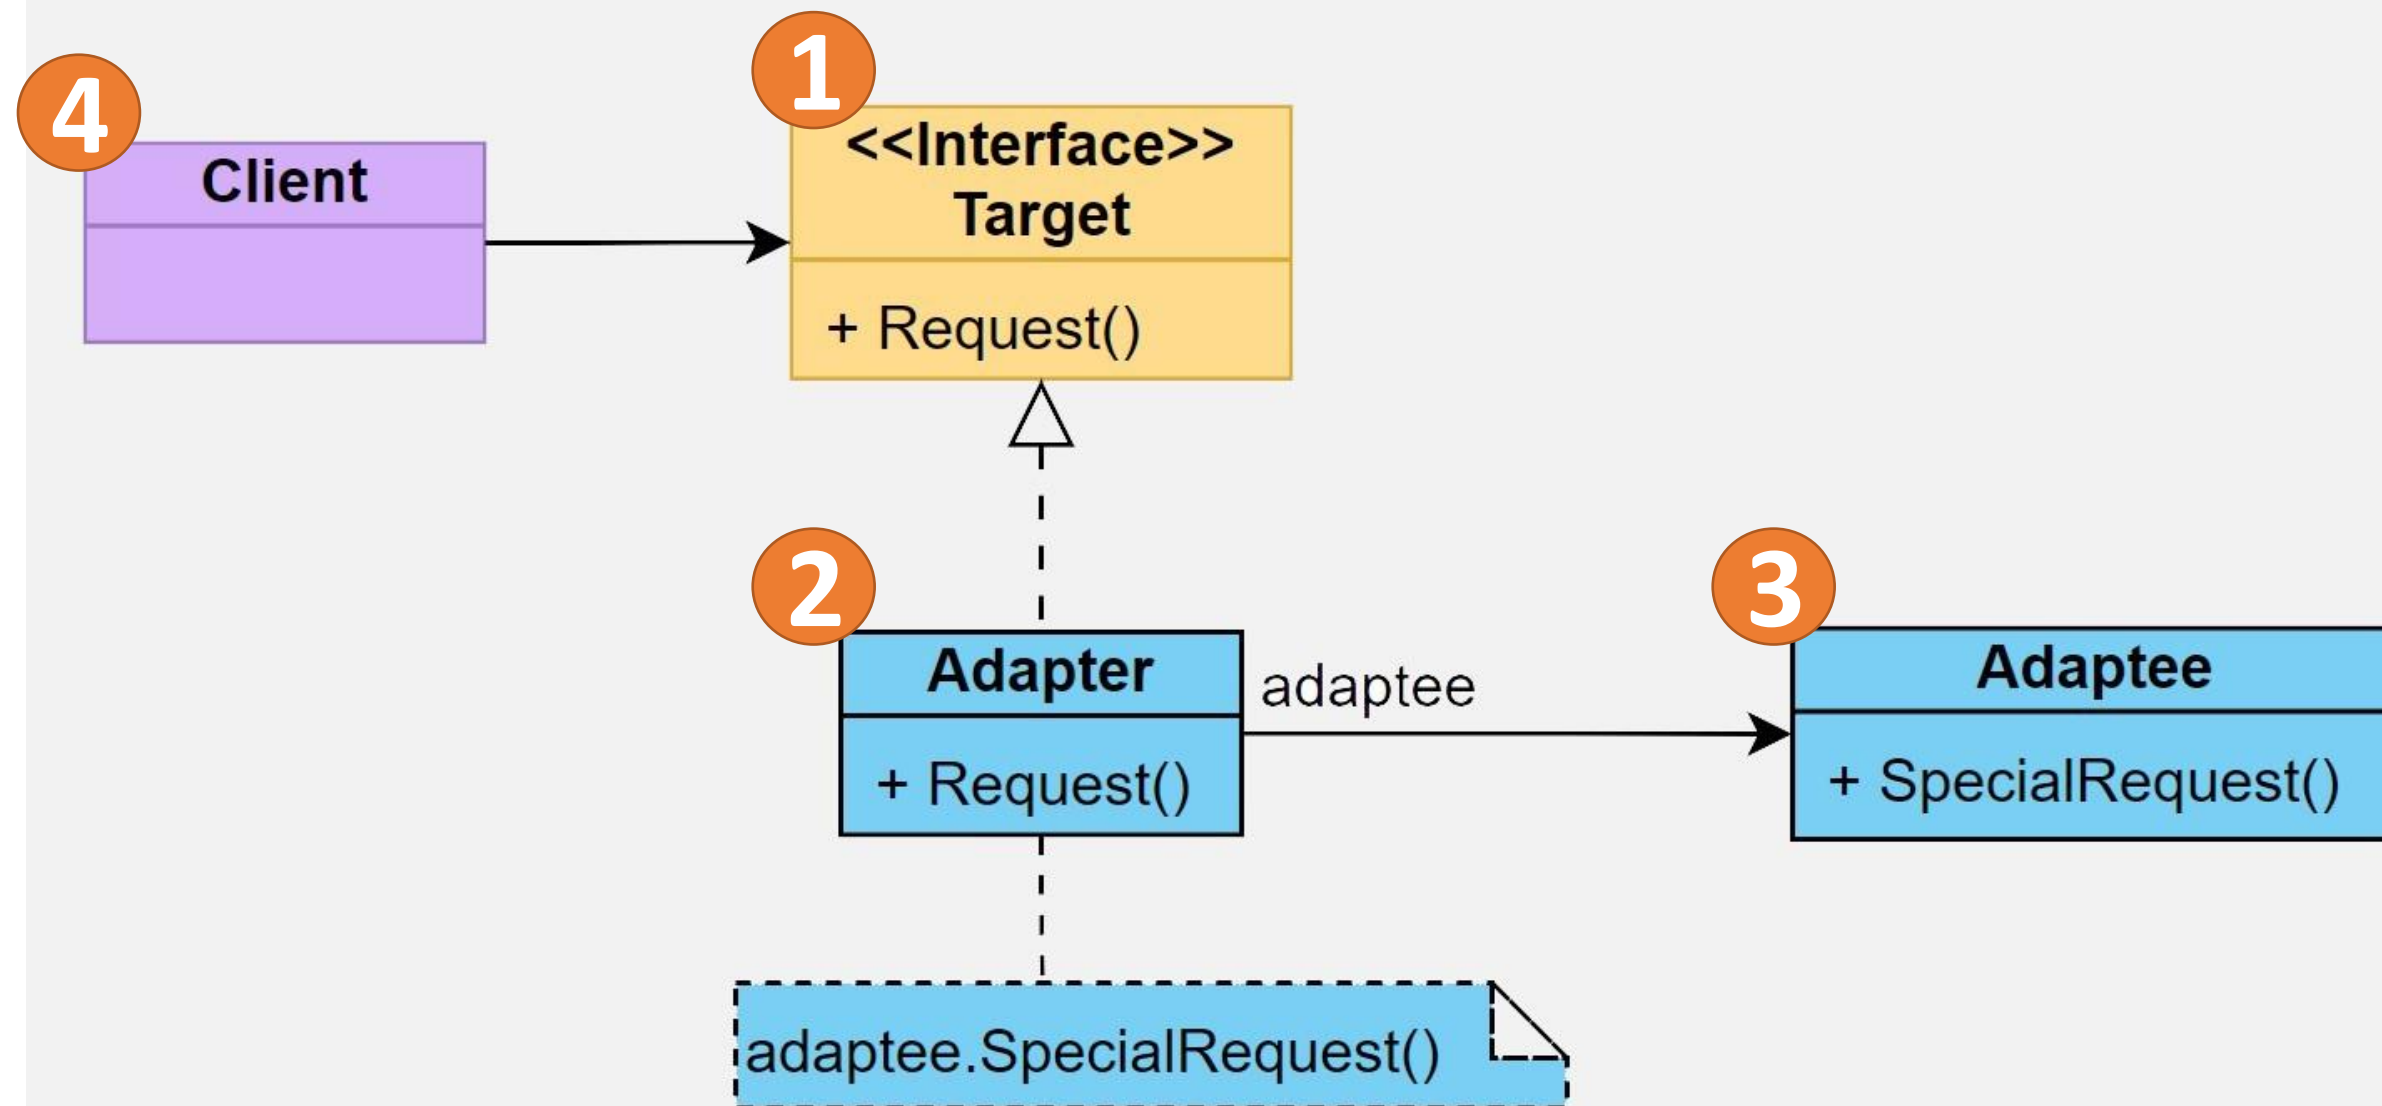 4
Client
1
<<Interface>>
Target
+ Request()
2
Adapter
+ Request()
adaptee
3
Adaptee
+ SpecialRequest()
adaptee.SpecialRequest()